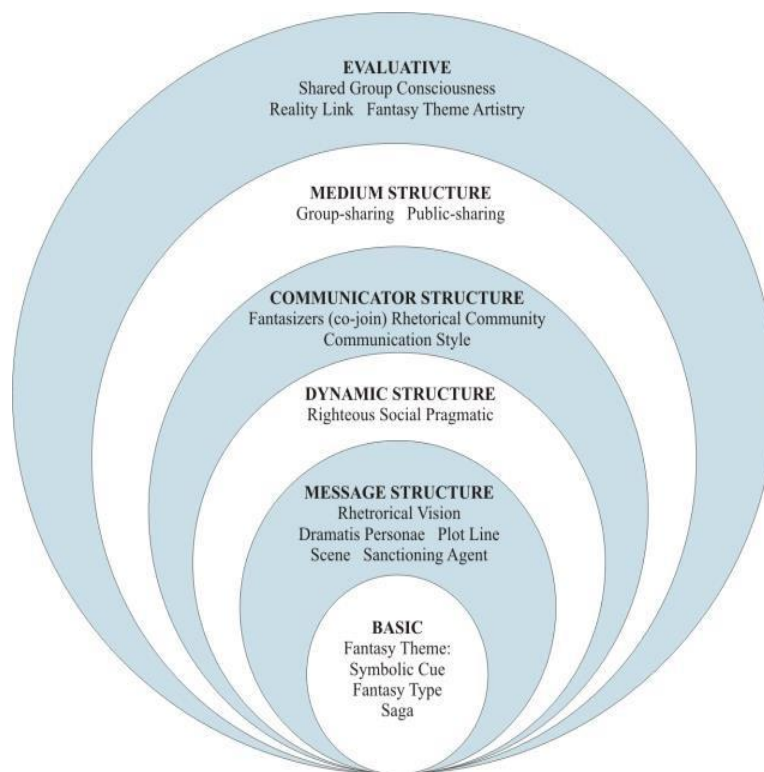 EVALUATIVE
Shared Group Consciousness
Reality Link Fantasy Theme Artistry
MEDIUM STRUCTURE
Group-sharing Public-sharing
COMMUNICATOR STRUCTURE
Fantasizers (co-join) Rhetorical Community
Communication Style
DYNAMIC STRUCTURE
Righteous Social Pragmatic
MESSAGE STRUCTURE
Rhetrorical Vision
Dramatis Personae Plot Line
Scene Sanctioning Agent
BASIC
Fantasy Theme:
Symbolic Cue
Fantasy Type
Saga